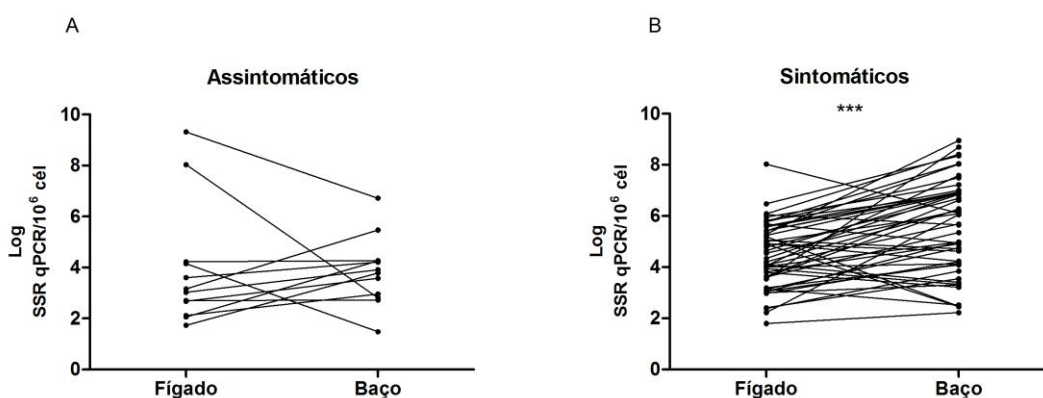 A
Assintomáticos
Log
SSR qPCR/10⁶ cél
10
8
6
4
2
0
Fígado
Baço
B
Sintomáticos
***
Log
SSR qPCR/10⁶ cél
10
8
6
4
2
0
Fígado
Baço